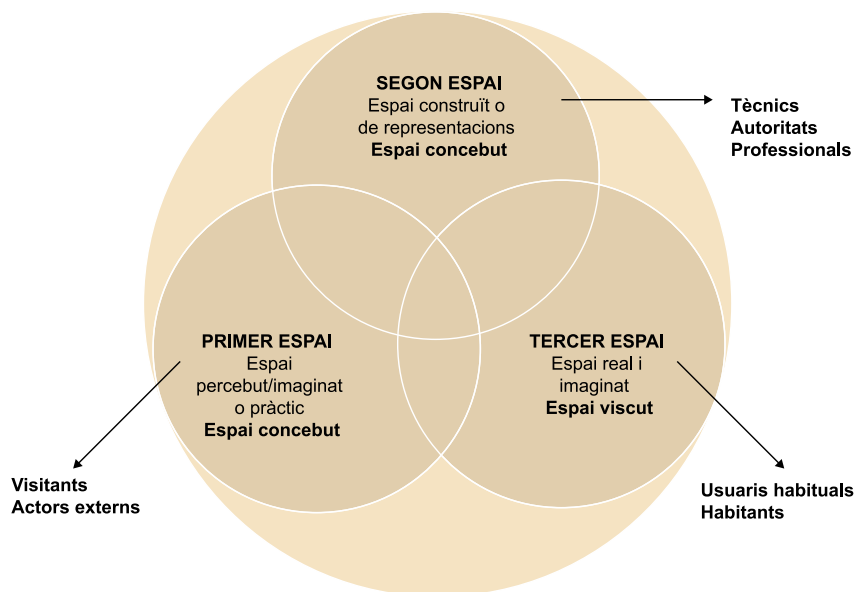 SEGON ESPAI
Espai construït o
de representacions
Espai concebut
Tècnics
Autoritats
Professionals
PRIMER ESPAI
Espai
percebut/imaginat
o pràctic
Espai concebut
TERCER ESPAI
Espai real i
imaginat
Espai viscut
Visitants
Actors externs
Usuaris habituals
Habitants